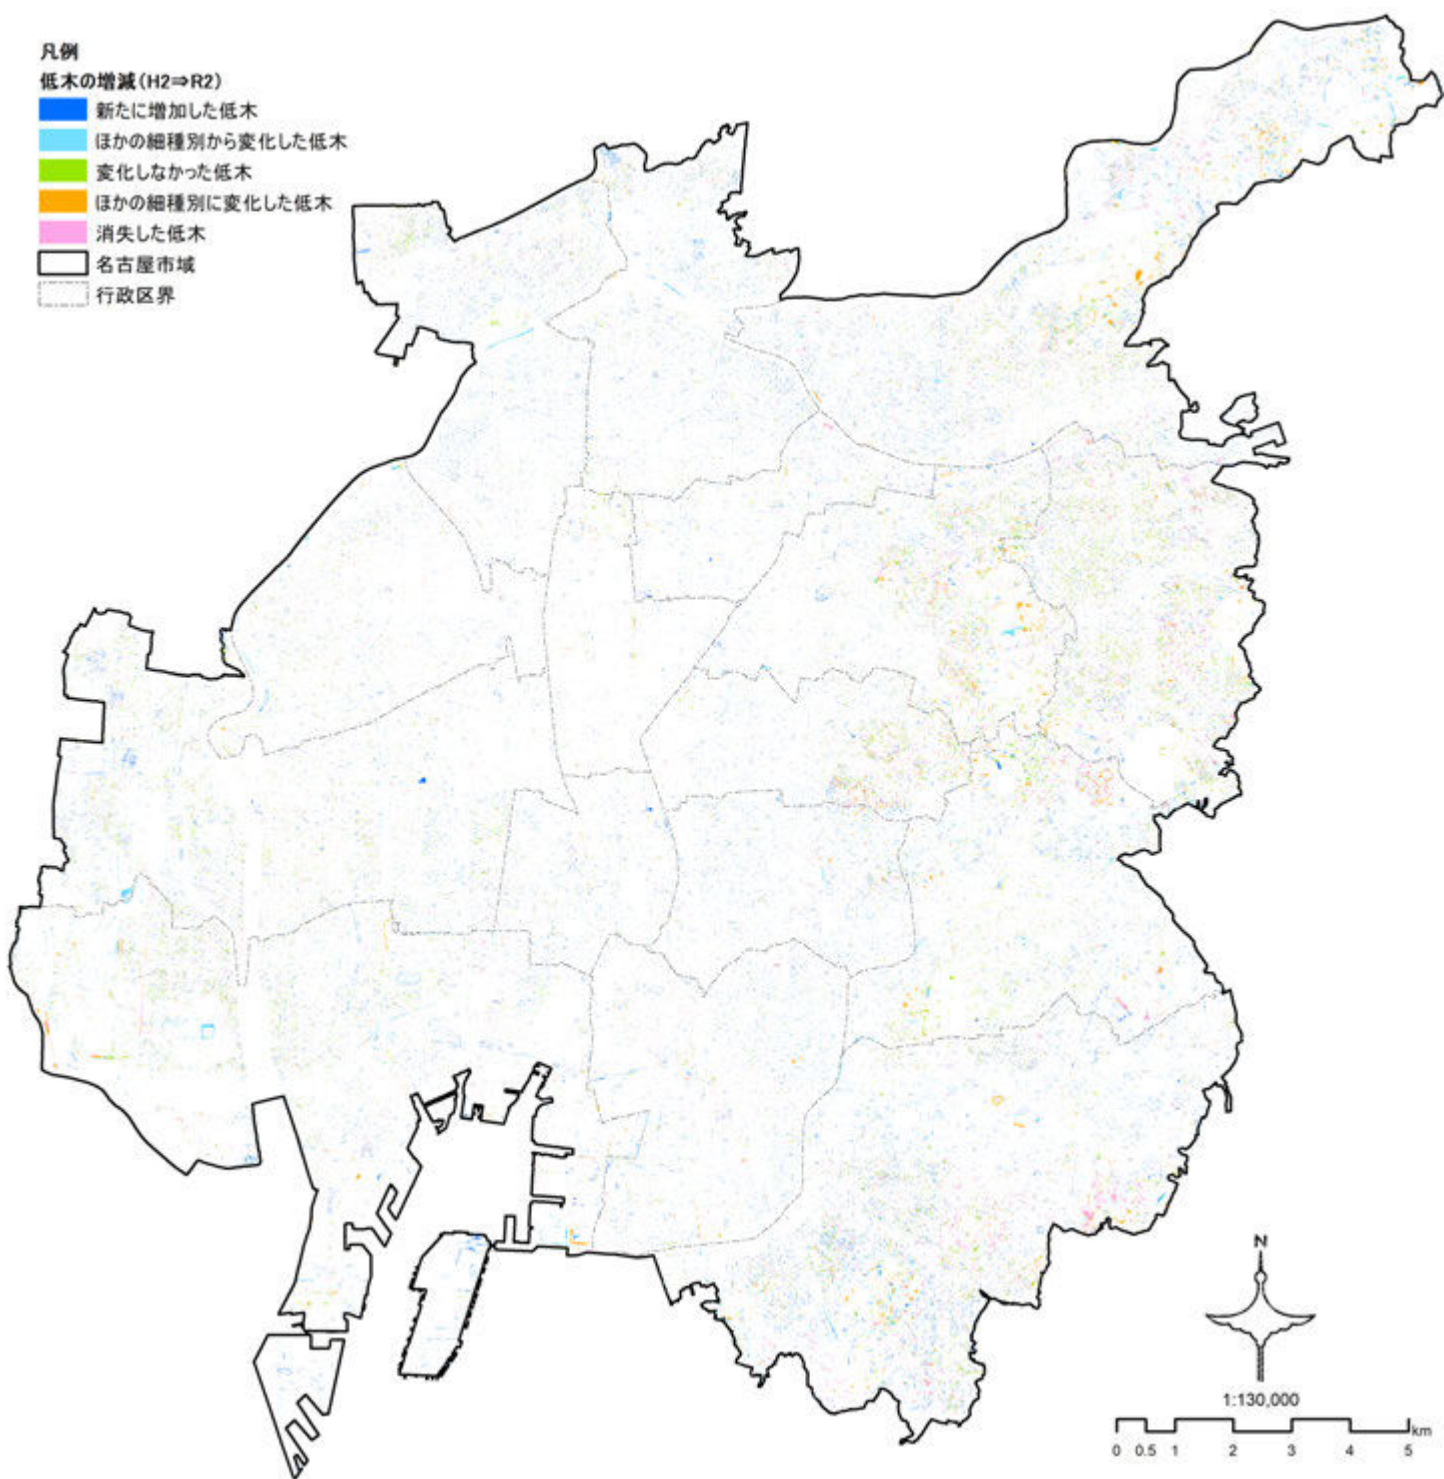 凡例
低木の増減(H2⇒R2)
新たに増加した低木
ほかの細種別から変化した低木
変化しなかった低木
ほかの細種別に変化した低木
消失した低木
名古屋市域
行政区界
N
1:130,000
km
0 0.5 1 2 3 4 5